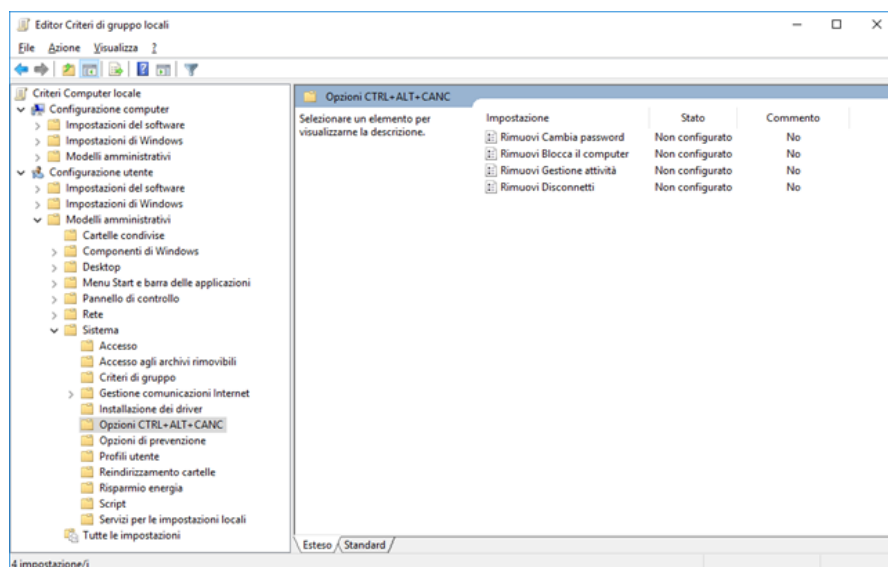 Editor Criteri di gruppo locali
File Azione Visualizza ?
Criteri Computer locale
Configurazione computer
Impostazioni del software
Impostazioni di Windows
Modelli amministrativi
Configurazione utente
Impostazioni del software
Impostazioni di Windows
Modelli amministrativi
Cartelle condivise
Componenti di Windows
Desktop
Menu Start e barra delle applicazioni
Pannello di controllo
Rete
Sistema
Accesso
Accesso agli archivi rimovibili
Criteri di gruppo
Gestione comunicazioni Internet
Installazione dei driver
Opzioni CTRL+ALT+CANC
Opzioni di prevenzione
Profili utente
Reindirizzamento cartelle
Risparmio energia
Script
Servizi per le impostazioni locali
Tutte le impostazioni
Opzioni CTRL+ALT+CANC
Selezionare un elemento per
visualizzarne la descrizione.
Impostazione Stato Commento
Rimuovi Cambia password Non configurato No
Rimuovi Blocca il computer Non configurato No
Rimuovi Gestione attività Non configurato No
Rimuovi Disconnetti Non configurato No
Esteso Standard
4 impostazione/i